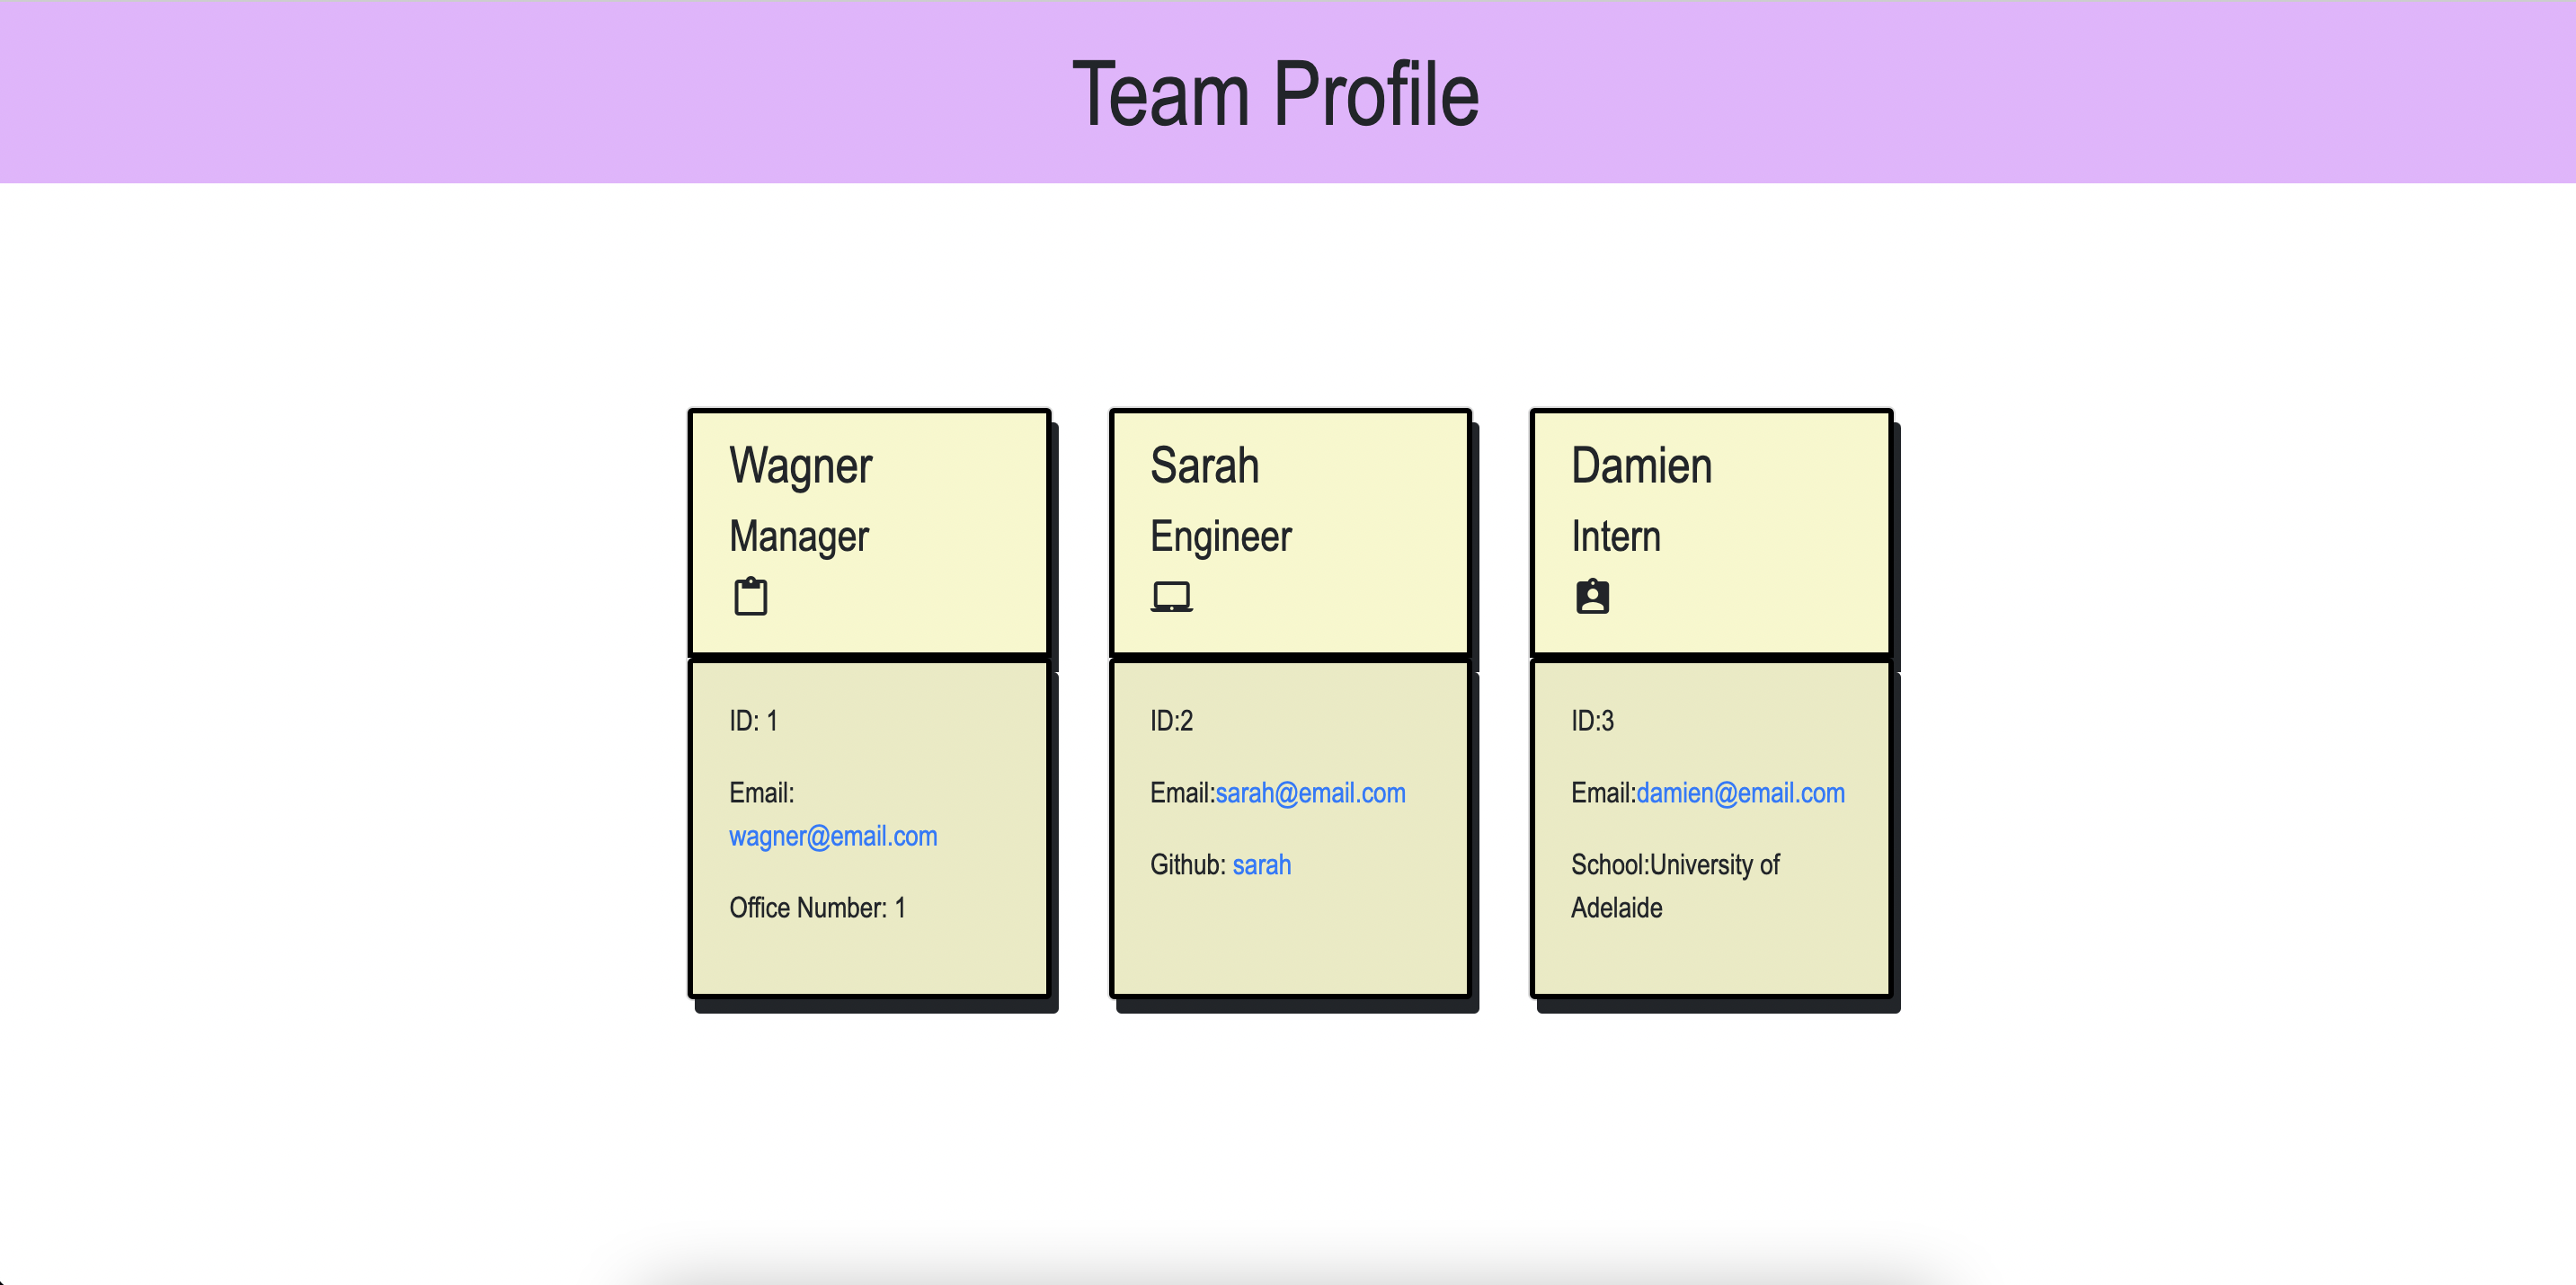 Team Profile
Wagner
Manager
ID: 1
Email:
wagner@email.com
Office Number: 1
Sarah
Engineer
ID:2
Email:sarah@email.com
Github: sarah
Damien
Intern
ID:3
Email:damien@email.com
School:University of
Adelaide